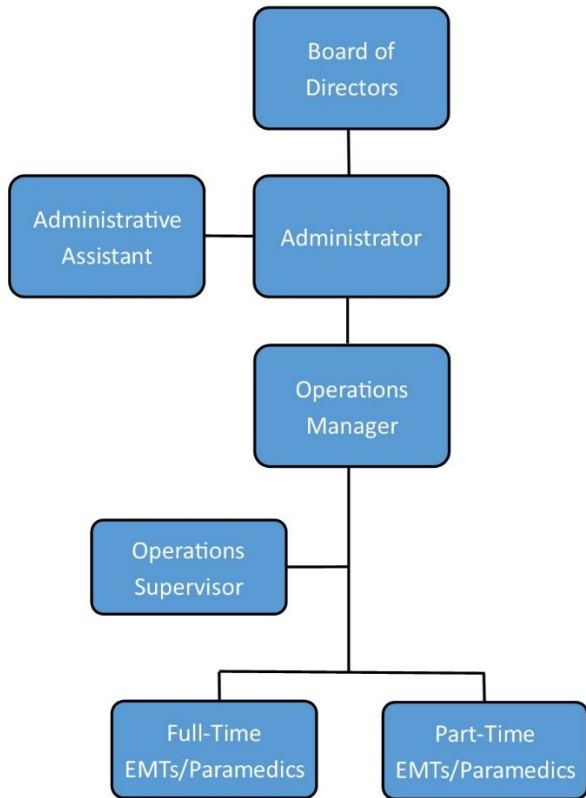 Board of
Directors
Administrative
Assistant
Administrator
Operations
Manager
Operations
Supervisor
Full-Time
EMTs/Paramedics
Part-Time
EMTs/Paramedics